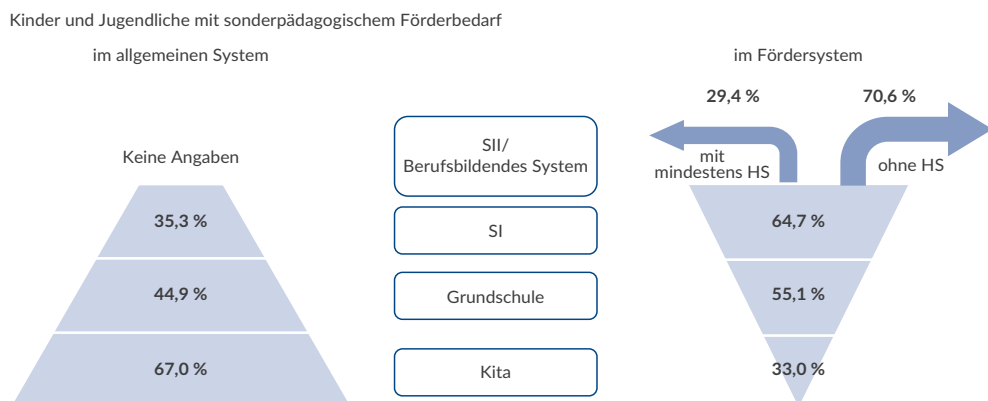 Kinder und Jugendliche mit sonderpädagogischem Förderbedarf
im allgemeinen System
im Fördersystem
29,4 %
70,6 %
Keine Angaben
SII/
Berufsbildendes System
mit
mindestens HS
ohne HS
35,3 %
SI
64,7 %
44,9 %
Grundschule
55,1 %
67,0 %
Kita
33,0 %